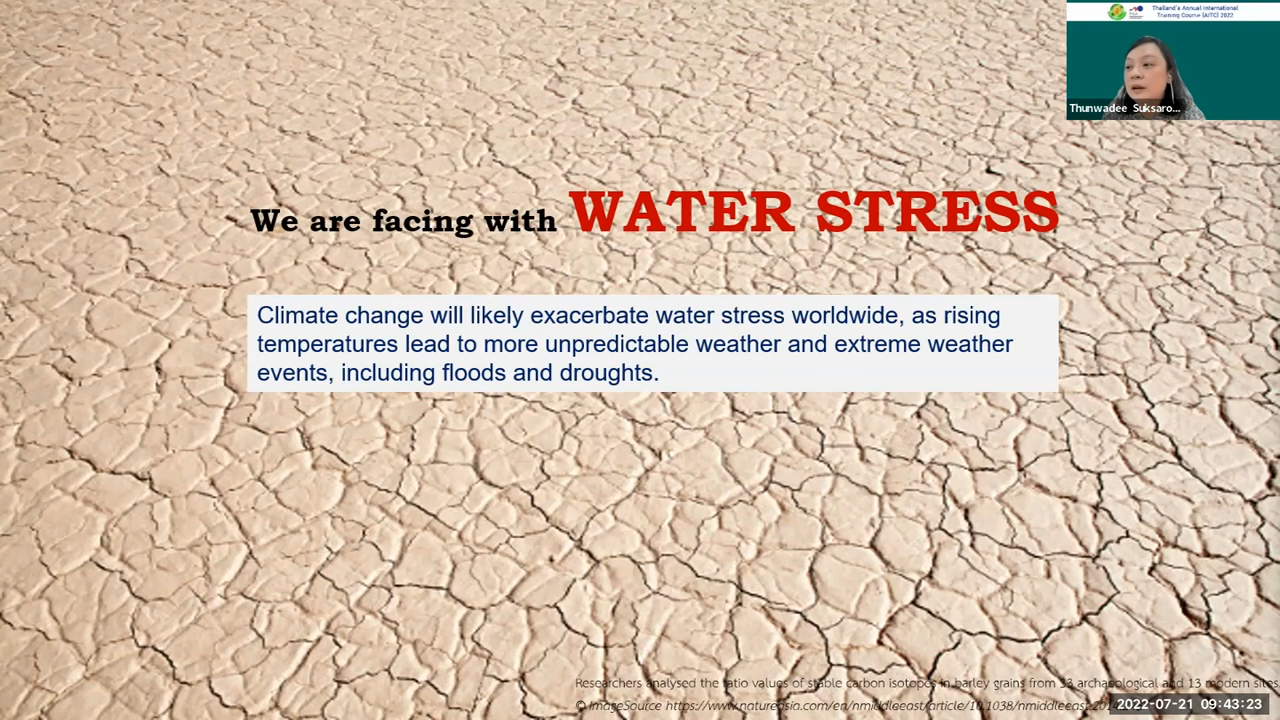 Thailand's Annual International
Training Course (AITC) 2022
Thunwadee Suksaro...
We are facing with WATER STRESS
Climate change will likely exacerbate water stress worldwide, as rising
temperatures lead to more unpredictable weather and extreme weather
events, including floods and droughts.
Researchers analysed the ratio values of stable carbon isotopes in barley grains from 33 archaeological and 13 modern sites
© ImageSource https://www.natureasia.com/en/nmiddleeast/article/10.1038/nmiddleeast.201
2022-07-21 09:43:23